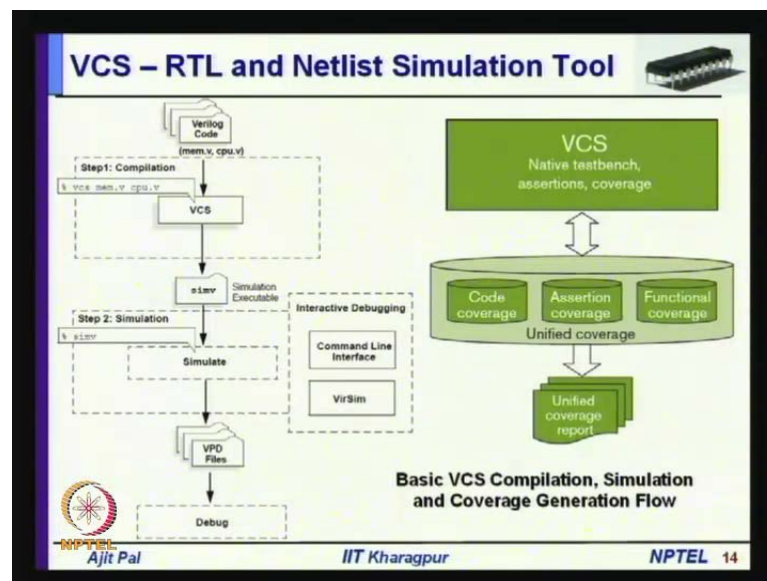 VCS – RTL and Netlist Simulation Tool
Verilog
Code
(mem.v, cpu.v)
Step1: Compilation
% vcs mem.v cpu.v
VCS
simv
Simulation
Executable
Step 2: Simulation
% simv
Simulate
Interactive Debugging
Command Line
Interface
VirSim
VPD
Files
Debug
VCS
Native testbench,
assertions, coverage
Code
coverage
Assertion
coverage
Functional
coverage
Unified coverage
Unified
coverage
report
Basic VCS Compilation, Simulation
and Coverage Generation Flow
NPTEL
Ajit Pal
IIT Kharagpur
NPTEL 14